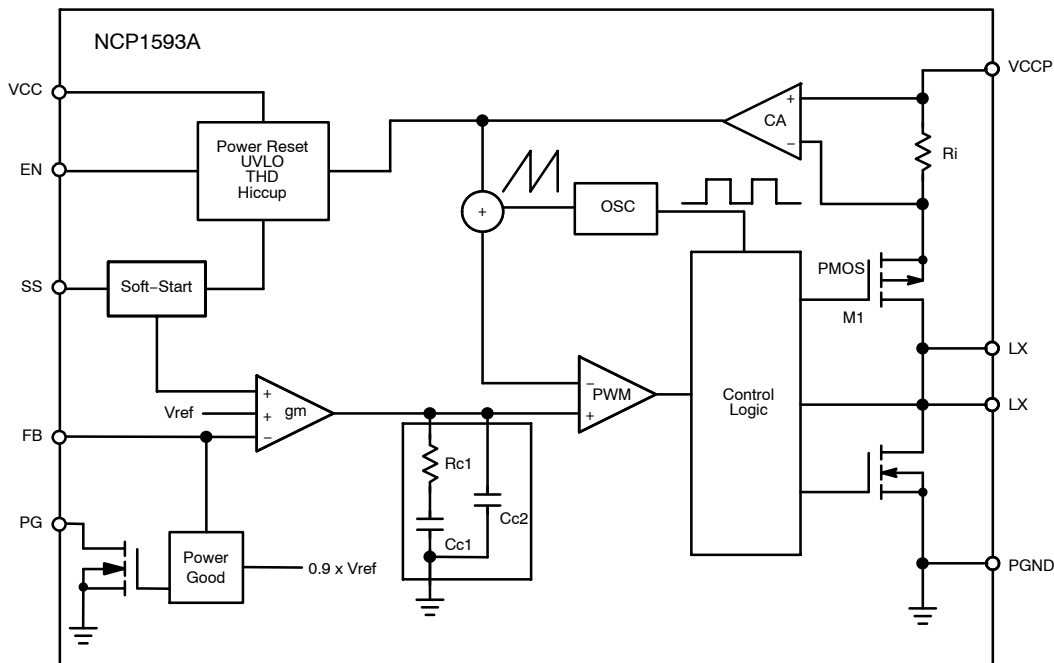 NCP1593A
VCC
VCCP
+
CA
−
Ri
Power Reset
UVLO
THD
Hiccup
EN
+
OSC
PMOS
M1
SS
Soft−Start
LX
−
PWM
+
Control
Logic
LX
+
Vref
+
gm
−
FB
Rc1
Cc2
Cc1
PG
Power
Good
0.9 x Vref
PGND